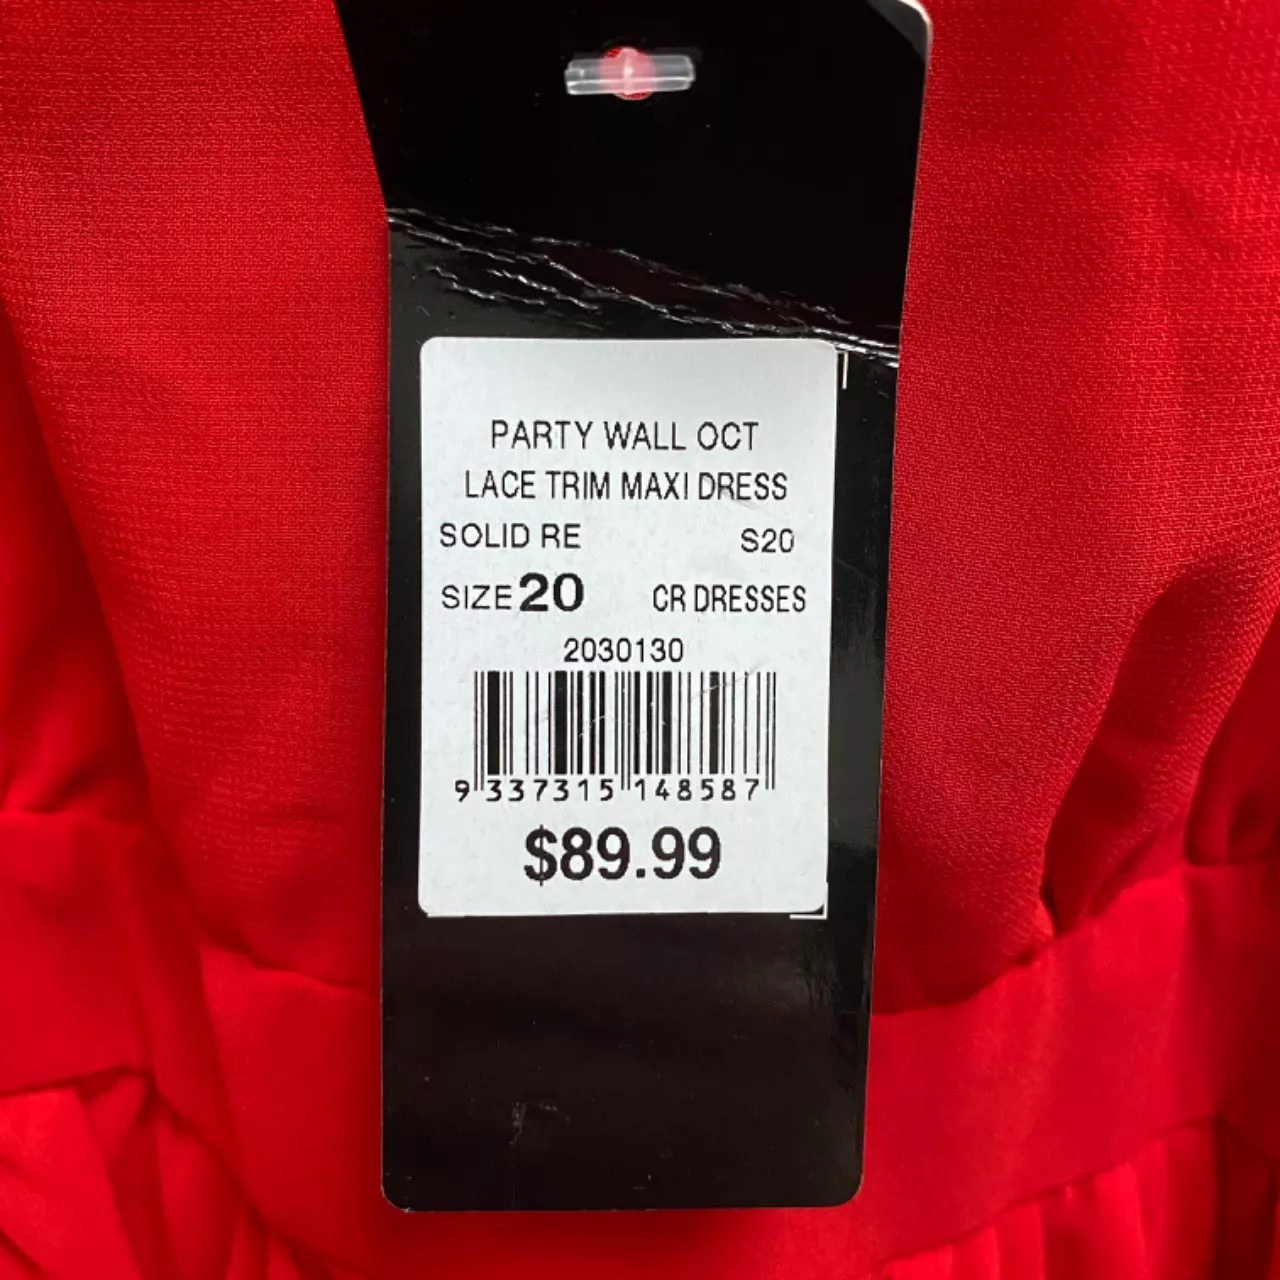 PARTY WALL OCT
LACE TRIM MAXI DRESS
SOLID RE S20
SIZE 20 CR DRESSES
2030130
9 337315 148587
$89.99